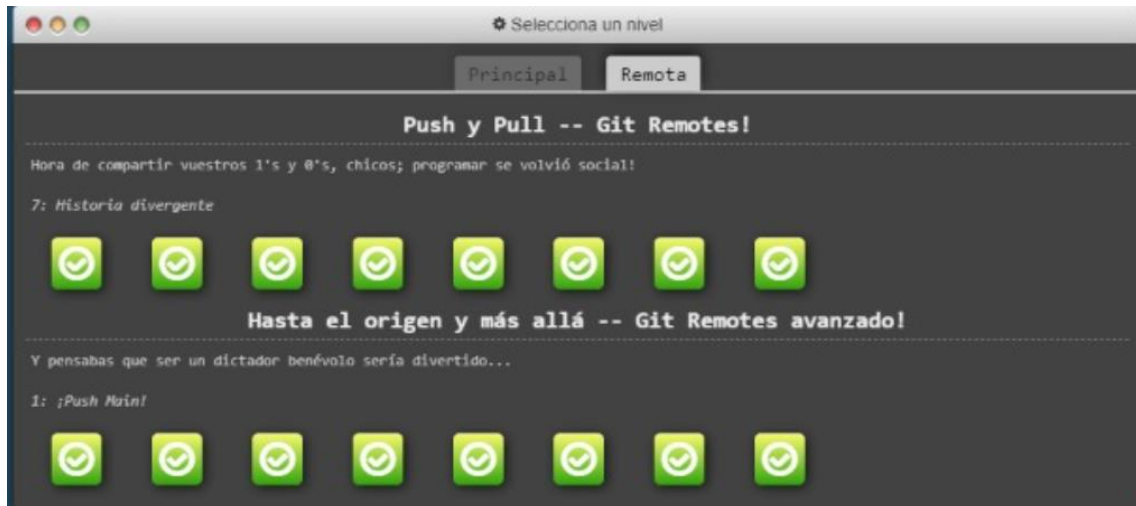 Selecciona un nivel
Principal Remota
Push y Pull -- Git Remotes!
Hora de compartir vuestros 1's y 0's, chicos; programar se volvió social!
7: Historia divergente
Hasta el origen y más allá -- Git Remotes avanzado!
Y pensabas que ser un dictador benévolo sería divertido...
1: ¡Push Main!